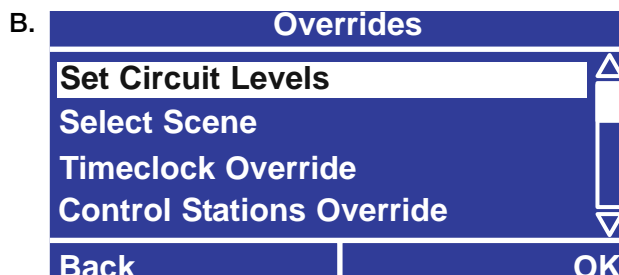 B.
Overrides
Set Circuit Levels
Select Scene
Timeclock Override
Control Stations Override
Back OK